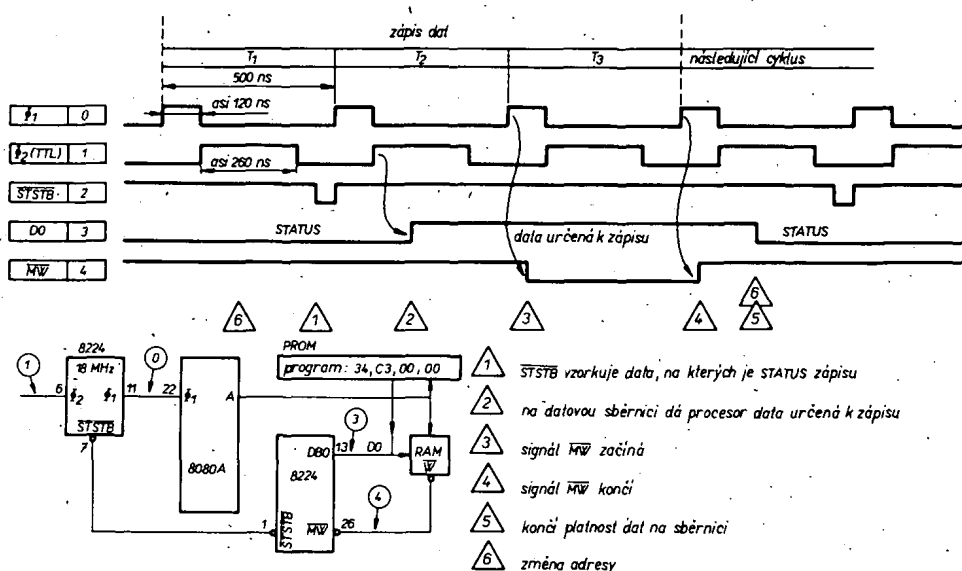 zápis dat
T1 T2 T3 následující cyklus
500 ns
asi 120 ns
Φ1 0
Φ2(TTL) 1
asi 260 ns
STSTB 2
D0 3
STATUS data určená k zápisu STATUS
MW 4
6 1 2 3 4 6
5
8224
18 MHz
1 6 Φ2 Φ1 11 0 22 Φ1 A
STSTB
7
8080A
PROM
program: 34, C3, 00, 00
DB0 13 3 D0
8224
RAM
W
4
1 STSTB MW 26
1 STSTB vzorkuje data, na kterých je STATUS zápisu
2 na datovou sběrnici dá procesor data určená k zápisu
3 signál MW začíná
4 signál MW končí
5 končí platnost dat na sběrnici
6 změna adresy